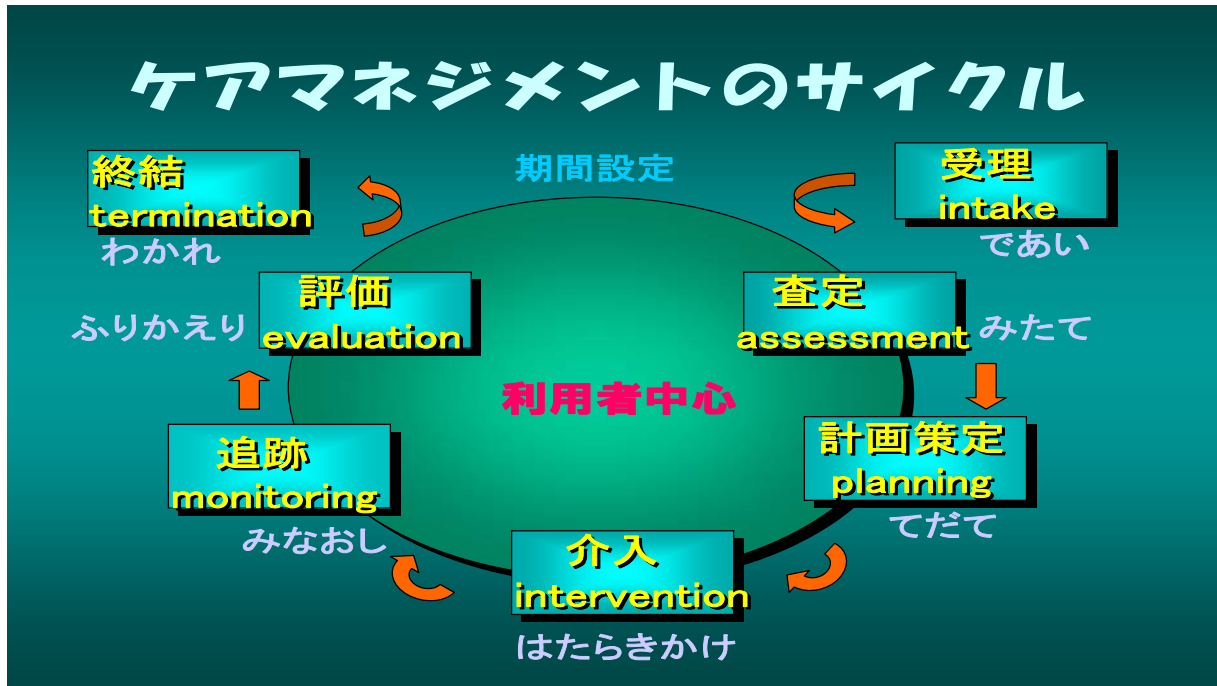 ケアマネジメントのサイクル
期間設定
受理
intake
であい
査定
assessment
みたて
計画策定
planning
てだて
介入
intervention
はたらきかけ
追跡
monitoring
みなおし
評価
evaluation
ふりかえり
終結
termination
わかれ
利用者中心